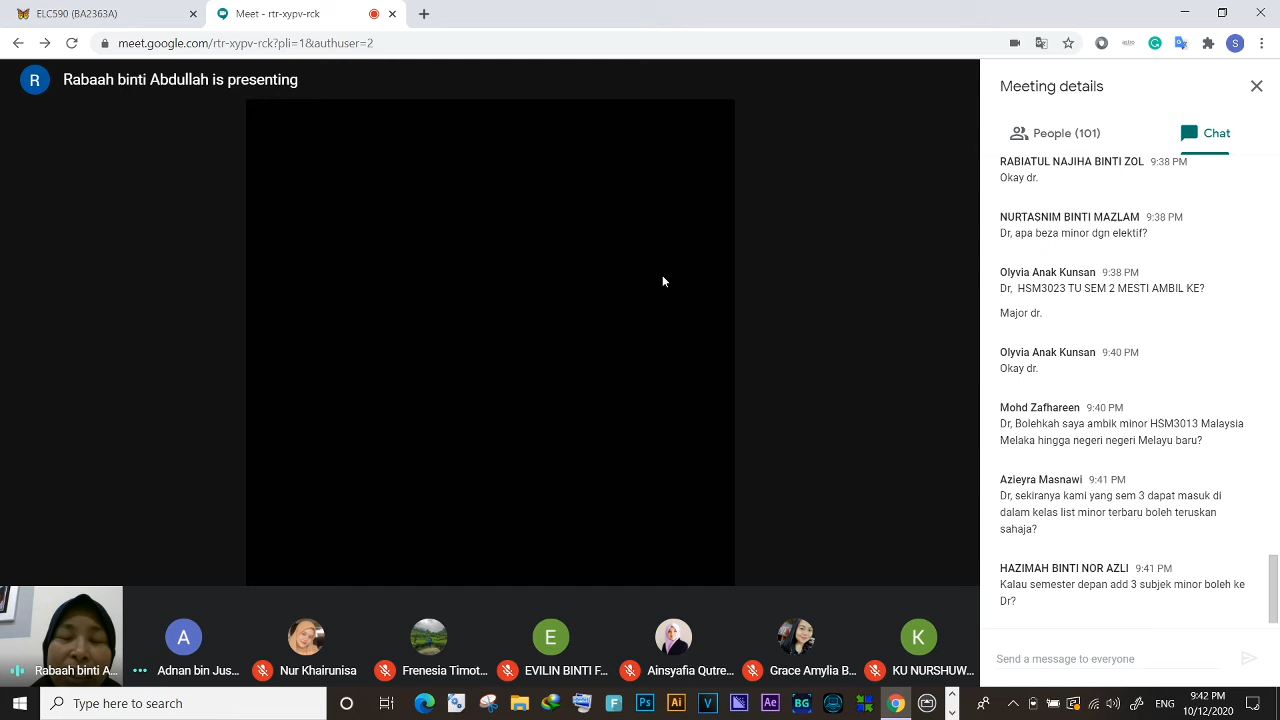 ELC590 (BA2363A)
Meet - rtr-xypv-rck
meet.google.com/rtr-xypv-rck?pli=1&authuser=2
S
R
Rabaah binti Abdullah is presenting
Meeting details
People (101)
Chat
RABIATUL NAJIHA BINTI ZOL 9:38 PM
Okay dr.
NURTASNIM BINTI MAZLAM 9:38 PM
Dr, apa beza minor dgn elektif?
Olyvia Anak Kunsan 9:38 PM
Dr, HSM3023 TU SEM 2 MESTI AMBIL KE?
Major dr.
Olyvia Anak Kunsan 9:40 PM
Okay dr.
Mohd Zafhareen 9:40 PM
Dr, Bolehkah saya ambik minor HSM3013 Malaysia
Melaka hingga negeri negeri Melayu baru?
Azieyra Masnawi 9:41 PM
Dr, sekiranya kami yang sem 3 dapat masuk di
dalam kelas list minor terbaru boleh teruskan
sahaja?
HAZIMAH BINTI NOR AZLI 9:41 PM
Kalau semester depan add 3 subjek minor boleh ke
Dr?
Send a message to everyone
A
E
K
Rabaah binti A...
Adnan bin Jus...
Nur Khairunisa
Frenesia Timot...
EVILIN BINTI F...
Ainsyafia Qutre...
Grace Amylia B...
KU NURSHUW...
Type here to search
F
Ps
Ai
V
Ae
BG
ENG
9:42 PM
10/12/2020